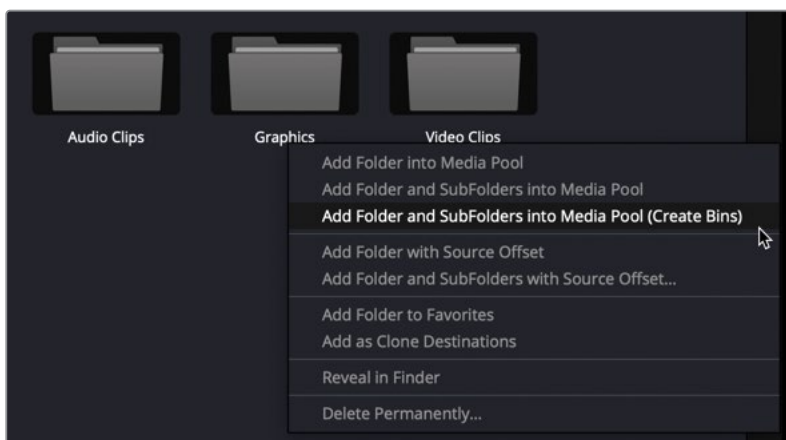 Audio Clips
Graphics
Video Clips
Add Folder into Media Pool
Add Folder and SubFolders into Media Pool
Add Folder and SubFolders into Media Pool (Create Bins)
Add Folder with Source Offset
Add Folder and SubFolders with Source Offset...
Add Folder to Favorites
Add as Clone Destinations
Reveal in Finder
Delete Permanently...